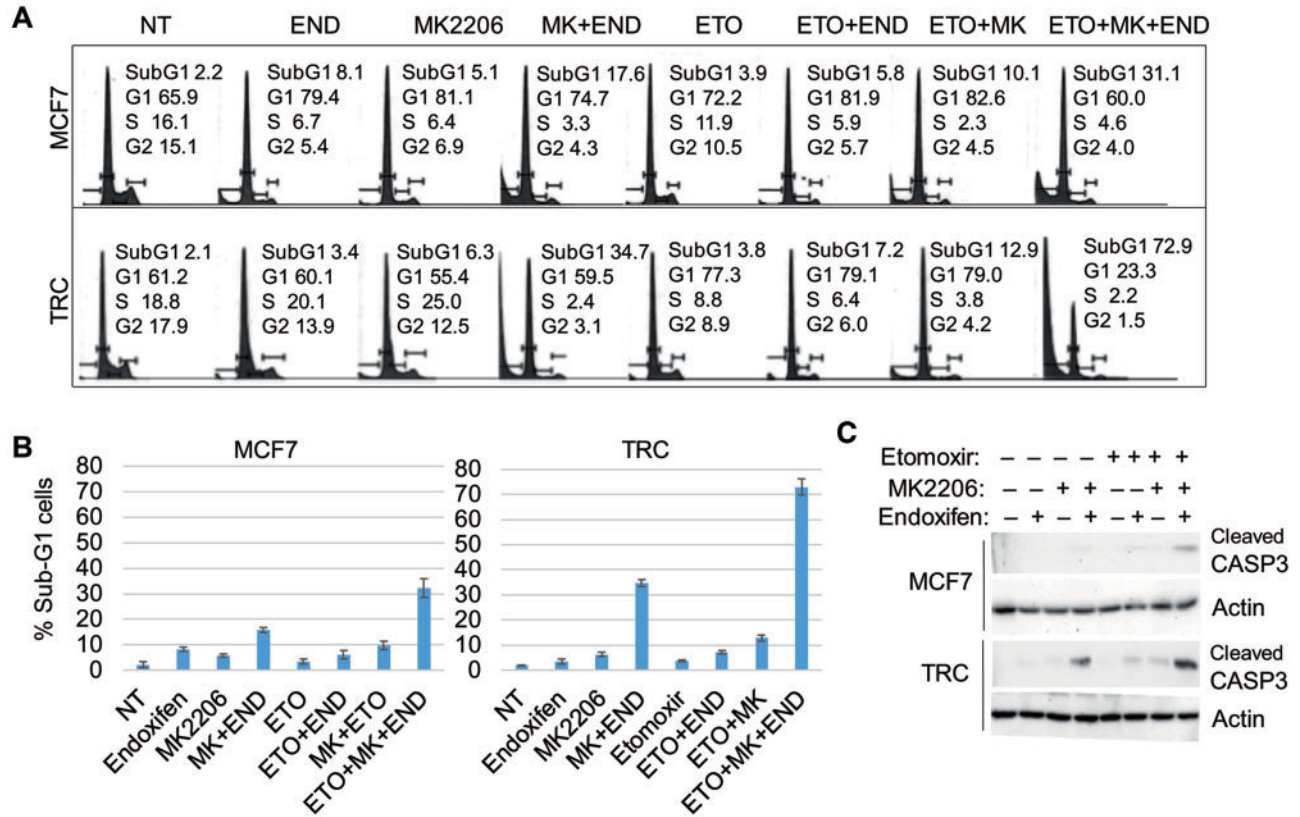 A
NT END MK2206 MK+END ETO ETO+END ETO+MK ETO+MK+END
MCF7
SubG1 2.2
G1 65.9
S 16.1
G2 15.1
SubG1 8.1
G1 79.4
S 6.7
G2 5.4
SubG1 5.1
G1 81.1
S 6.4
G2 6.9
SubG1 17.6
G1 74.7
S 3.3
G2 4.3
SubG1 3.9
G1 72.2
S 11.9
G2 10.5
SubG1 5.8
G1 81.9
S 5.9
G2 5.7
SubG1 10.1
G1 82.6
S 2.3
G2 4.5
SubG1 31.1
G1 60.0
S 4.6
G2 4.0
TRC
SubG1 2.1
G1 61.2
S 18.8
G2 17.9
SubG1 3.4
G1 60.1
S 20.1
G2 13.9
SubG1 6.3
G1 55.4
S 25.0
G2 12.5
SubG1 34.7
G1 59.5
S 2.4
G2 3.1
SubG1 3.8
G1 77.3
S 8.8
G2 8.9
SubG1 7.2
G1 79.1
S 6.4
G2 6.0
SubG1 12.9
G1 79.0
S 3.8
G2 4.2
SubG1 72.9
G1 23.3
S 2.2
G2 1.5
B
% Sub-G1 cells
MCF7
80
70
60
50
40
30
20
10
0
NT
Endoxifen
MK2206
MK+END
ETO
ETO+END
MK+ETO
ETO+MK+END
TRC
80
70
60
50
40
30
20
10
0
NT
Endoxifen
MK2206
MK+END
Etomoxir
ETO+END
ETO+MK
ETO+MK+END
C
Etomoxir: – – – – + + + +
MK2206: – – + + – – + +
Endoxifen: – + – + – + – +
MCF7
Cleaved
CASP3
Actin
TRC
Cleaved
CASP3
Actin